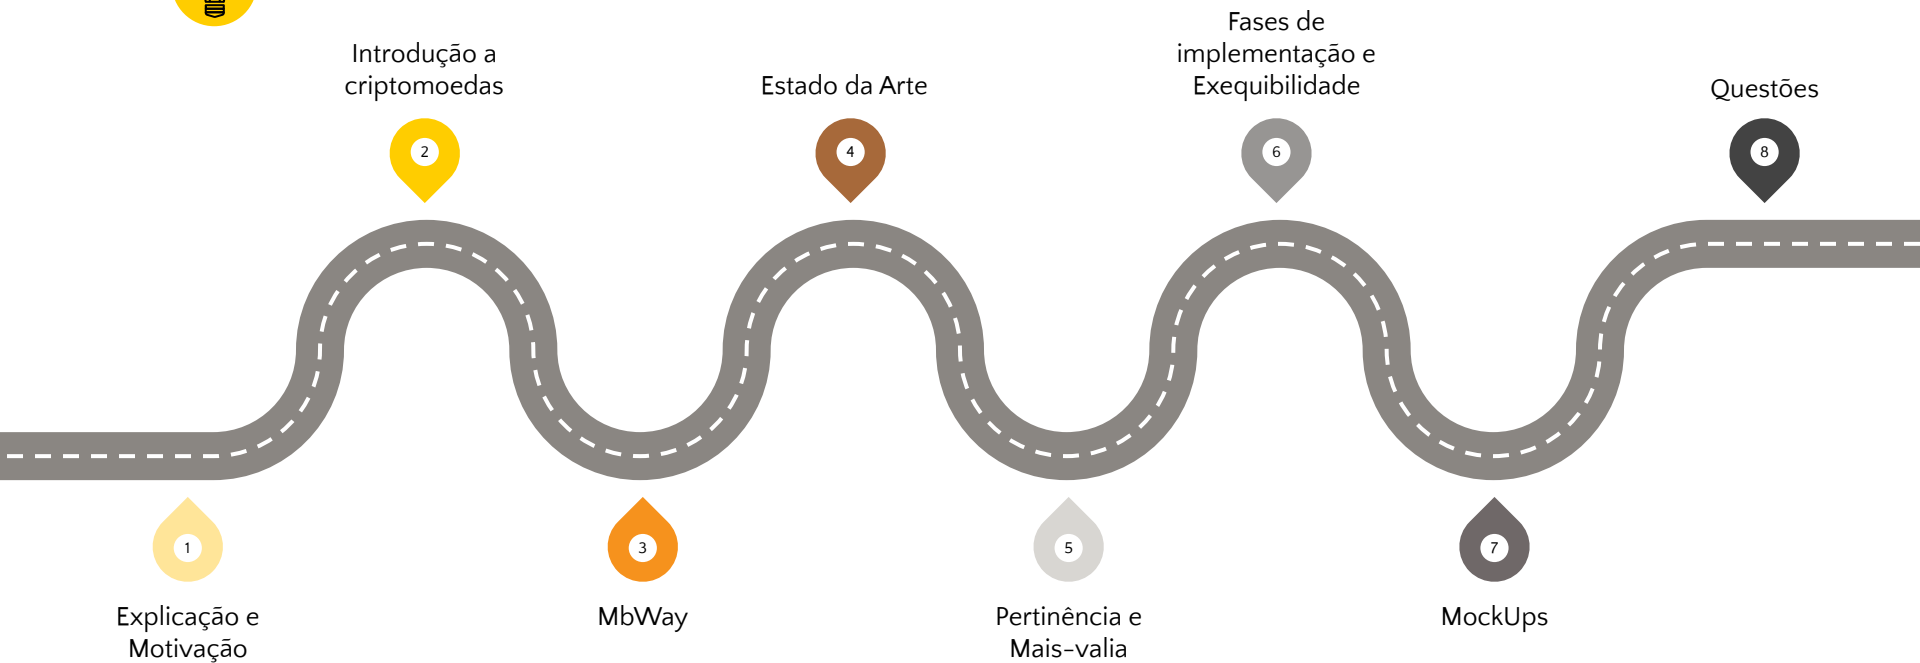 1
Explicação e
Motivação
Introdução a
criptomoedas
2
3
MbWay
Estado da Arte
4
5
Pertinência e
Mais-valia
Fases de
implementação e
Exequibilidade
6
7
MockUps
Questões
8